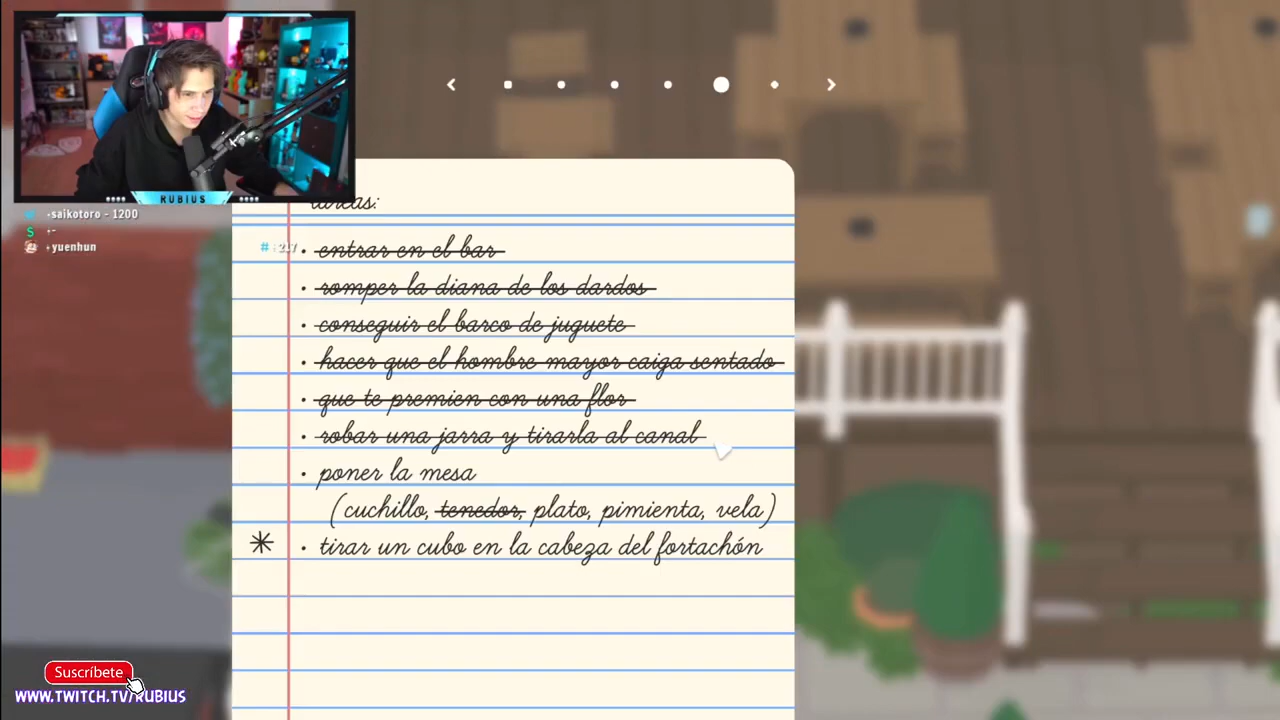 RUBIUS
saikotoro - 1200
yuenhun
tareas:
entrar en el bar
romper la diana de los dardos
conseguir el barco de juguete
hacer que el hombre mayor caiga sentado
que te premien con una flor
robar una jarra y tirarla al canal
poner la mesa
(cuchillo, tenedor, plato, pimienta, vela)
tirar un cubo en la cabeza del fortachón
Suscríbete
WWW.TWITCH.TV/RUBIUS